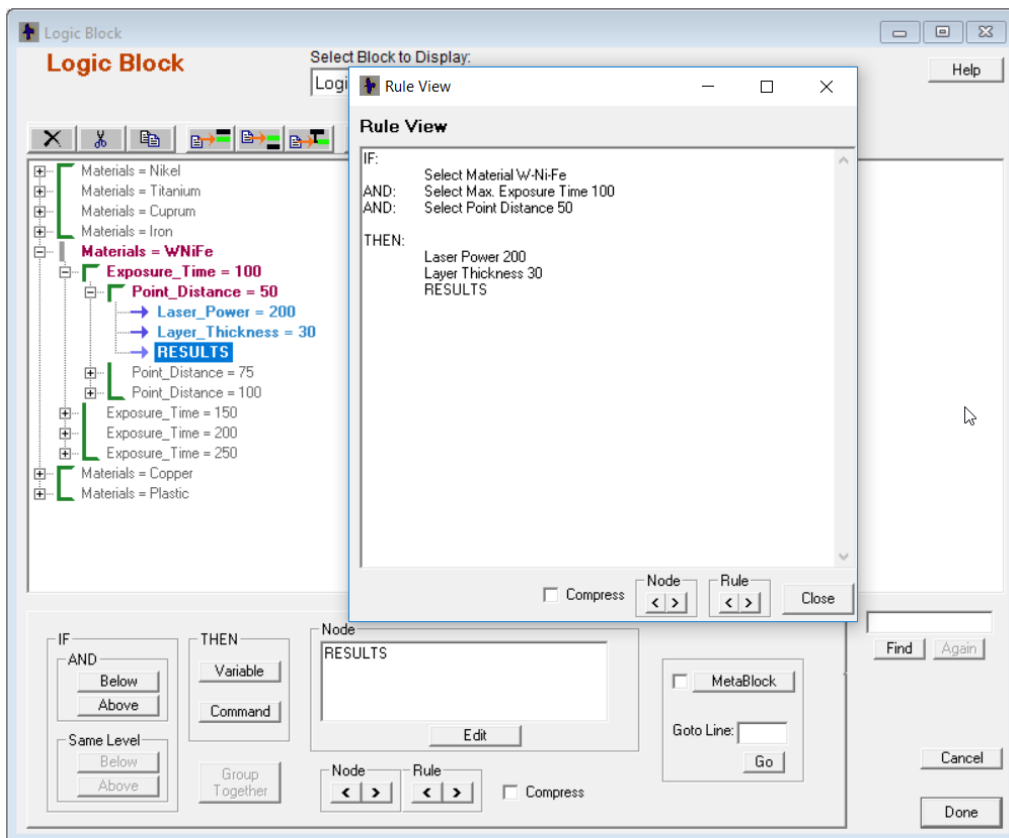 Logic Block
Logic Block
Select Block to Display:
Logi
Help
Materials = Nikel
Materials = Titanium
Materials = Cuprum
Materials = Iron
Materials = WNiFe
Exposure_Time = 100
Point_Distance = 50
Laser_Power = 200
Layer_Thickness = 30
RESULTS
Point_Distance = 75
Point_Distance = 100
Exposure_Time = 150
Exposure_Time = 200
Exposure_Time = 250
Materials = Copper
Materials = Plastic
Rule View
Rule View
IF:
Select Material W-Ni-Fe
AND: Select Max. Exposure Time 100
AND: Select Point Distance 50
THEN:
Laser Power 200
Layer Thickness 30
RESULTS
Compress
Node
< >
Rule
< >
Close
IF
AND
Below
Above
Same Level
Below
Above
THEN
Variable
Command
Group
Together
Node
RESULTS
Edit
Node
< >
Rule
< >
Compress
MetaBlock
Goto Line:
Go
Find Again
Cancel
Done